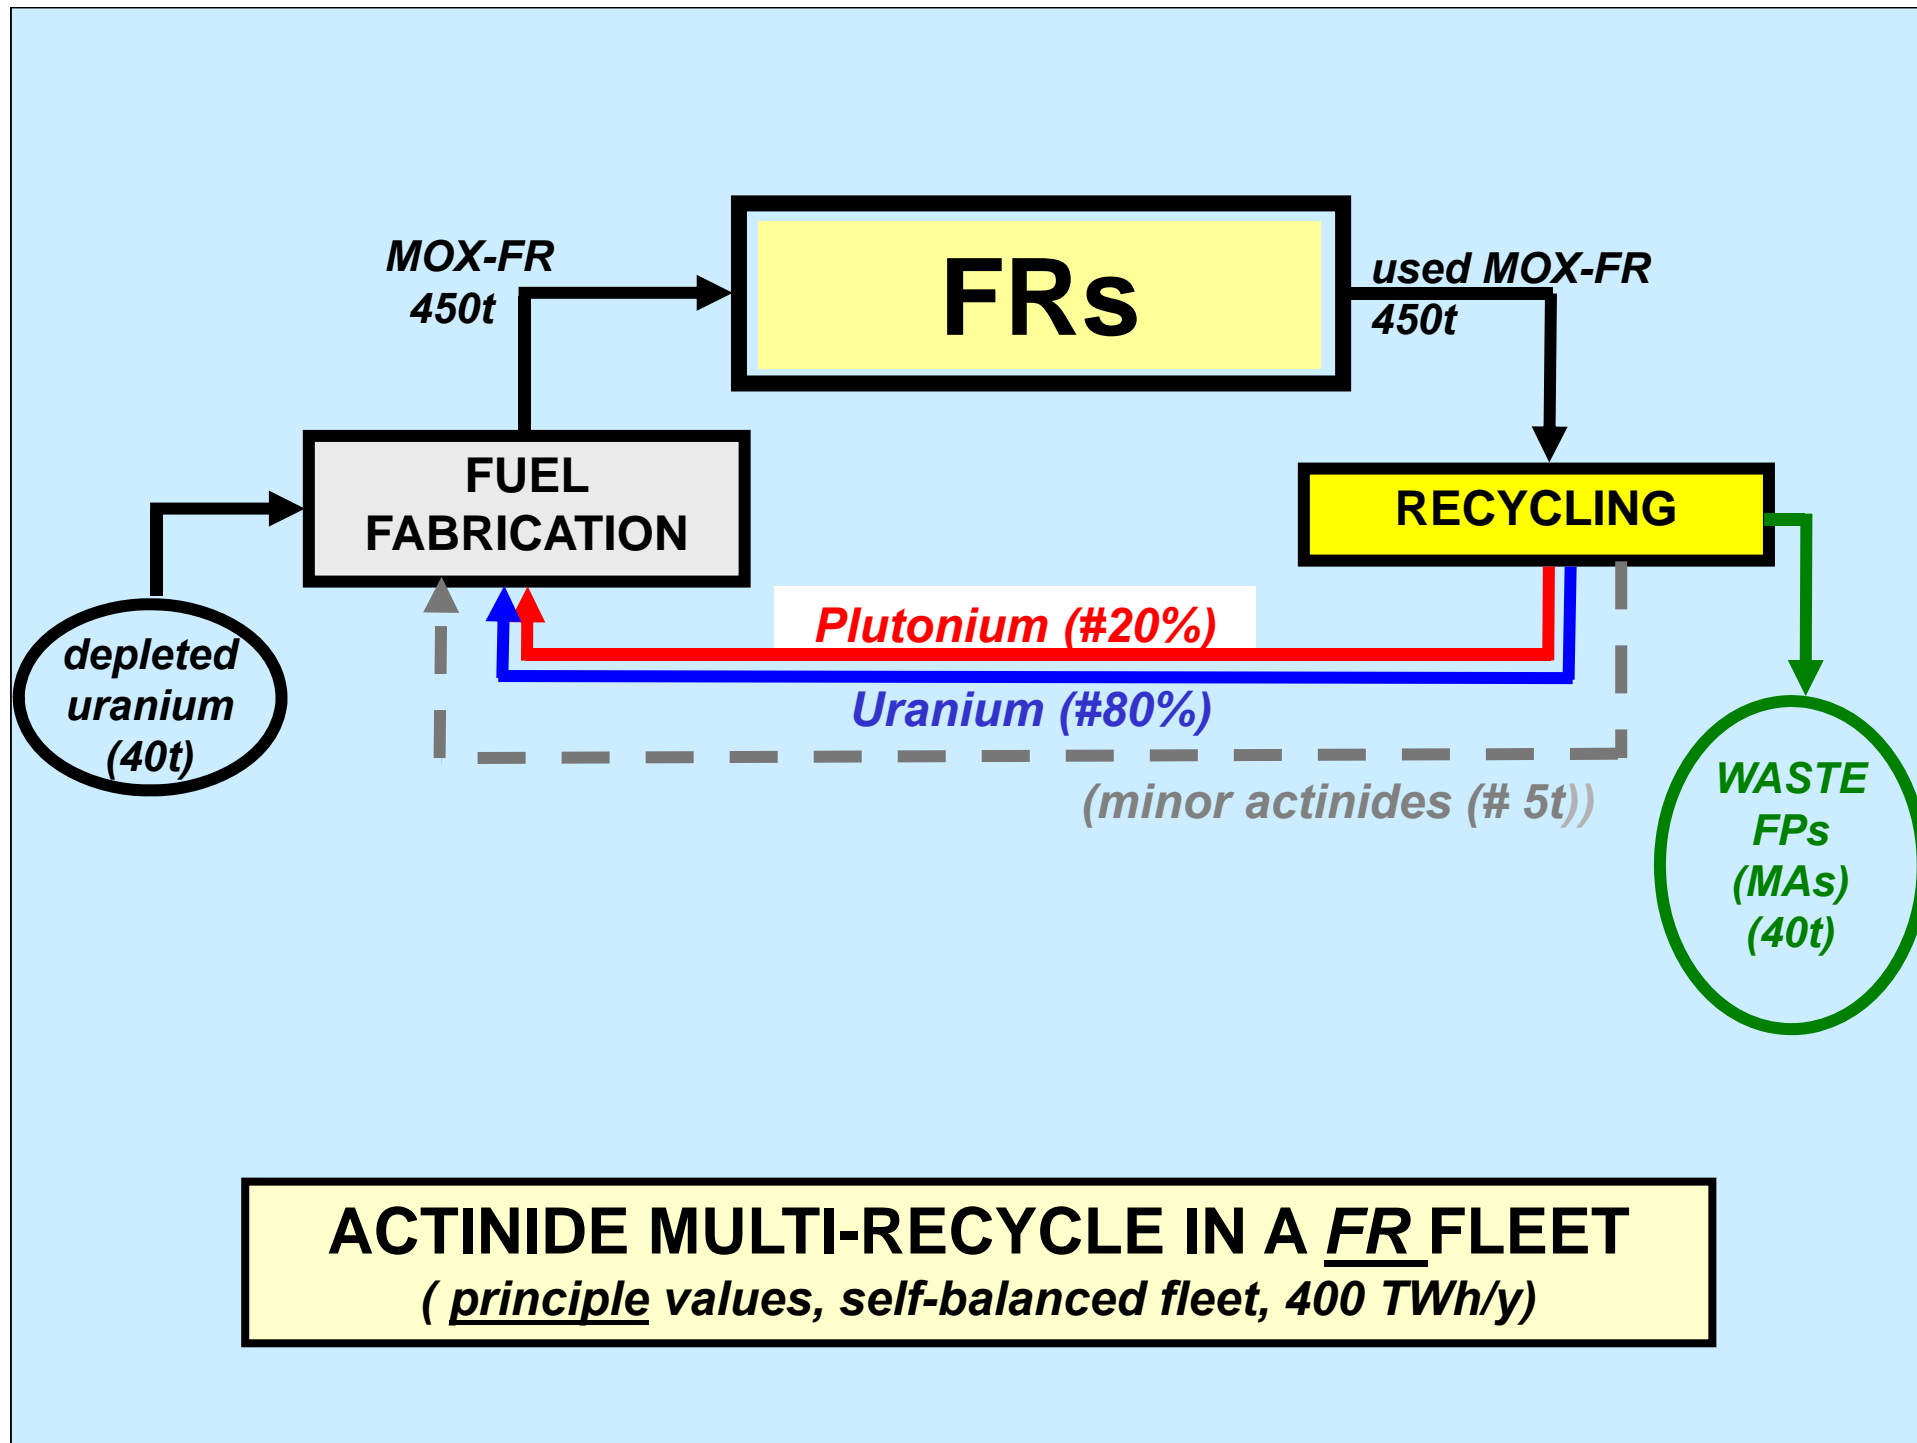 MOX-FR
450t
FRs
used MOX-FR
450t
FUEL
FABRICATION
RECYCLING
depleted
uranium
(40t)
Plutonium (#20%)
Uranium (#80%)
(minor actinides (# 5t))
WASTE
FPs
(MAs)
(40t)
ACTINIDE MULTI-RECYCLE IN A FR FLEET
( principle values, self-balanced fleet, 400 TWh/y)